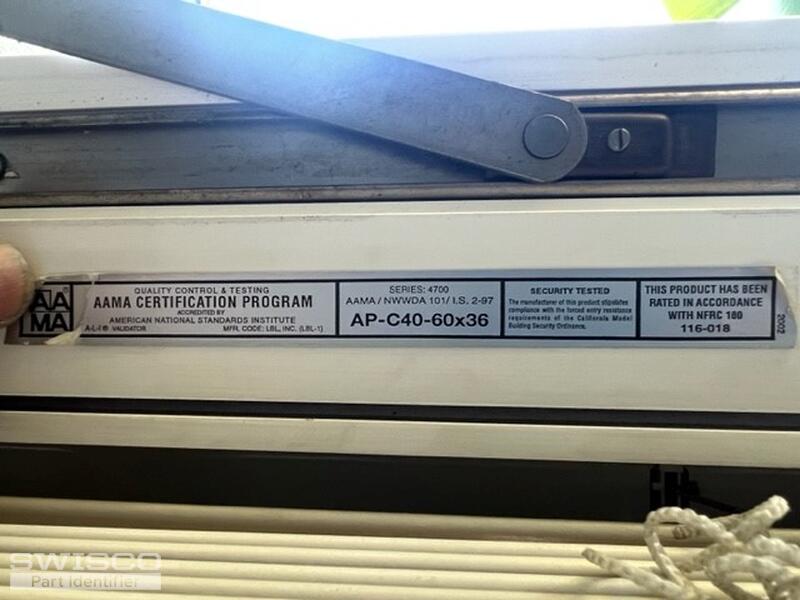 AA
MA
QUALITY CONTROL & TESTING
AAMA CERTIFICATION PROGRAM
ACCREDITED BY
AMERICAN NATIONAL STANDARDS INSTITUTE
A-L-I® VALIDATOR MFR. CODE: LBL, INC. (LBL-1)
SERIES: 4700
AAMA / NWWDA 101/ I.S. 2-97
AP-C40-60x36
SECURITY TESTED
The manufacturer of this product stipulates
compliance with the forced entry resistance
requirements of the California Model
Building Security Ordinance.
THIS PRODUCT HAS BEEN
RATED IN ACCORDANCE
WITH NFRC 100
116-018
2002
SWISCO
Part Identifier